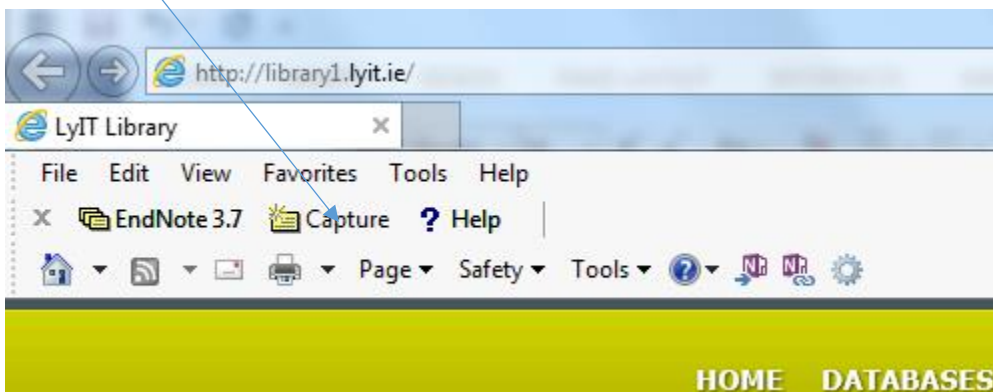 http://library1.lyit.ie/
LyIT Library
File Edit View Favorites Tools Help
EndNote 3.7 Capture ? Help
Page Safety Tools
HOME DATABASES